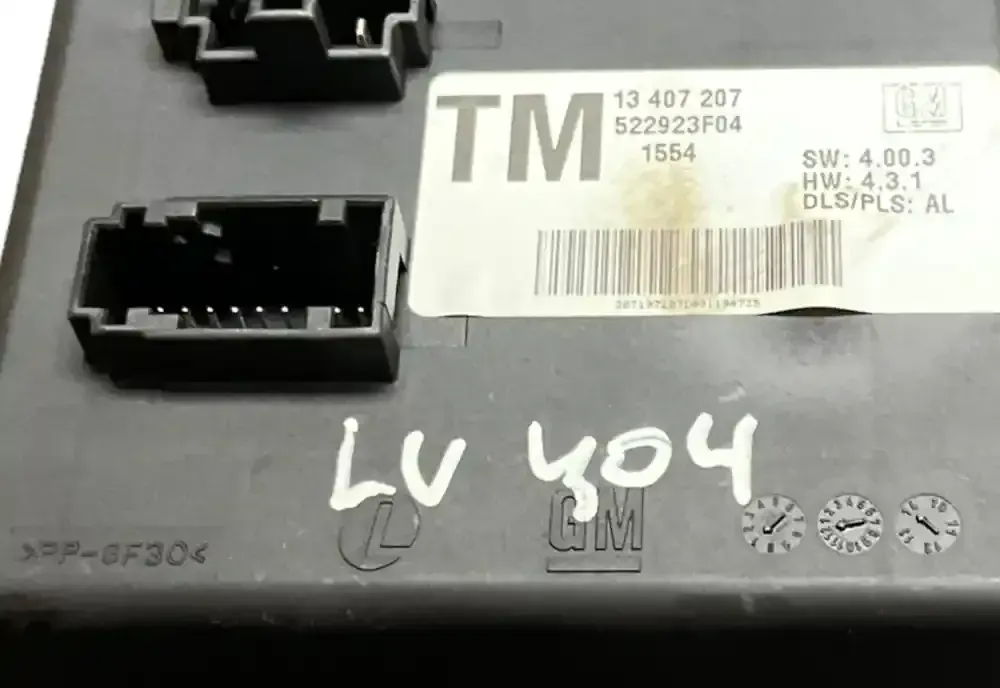 TM
13 407 207
522923F04
1554
GM
SW: 4.00.3
HW: 4.3.1
DLS/PLS: AL
LV 404
L
GM
>PP-GF30<